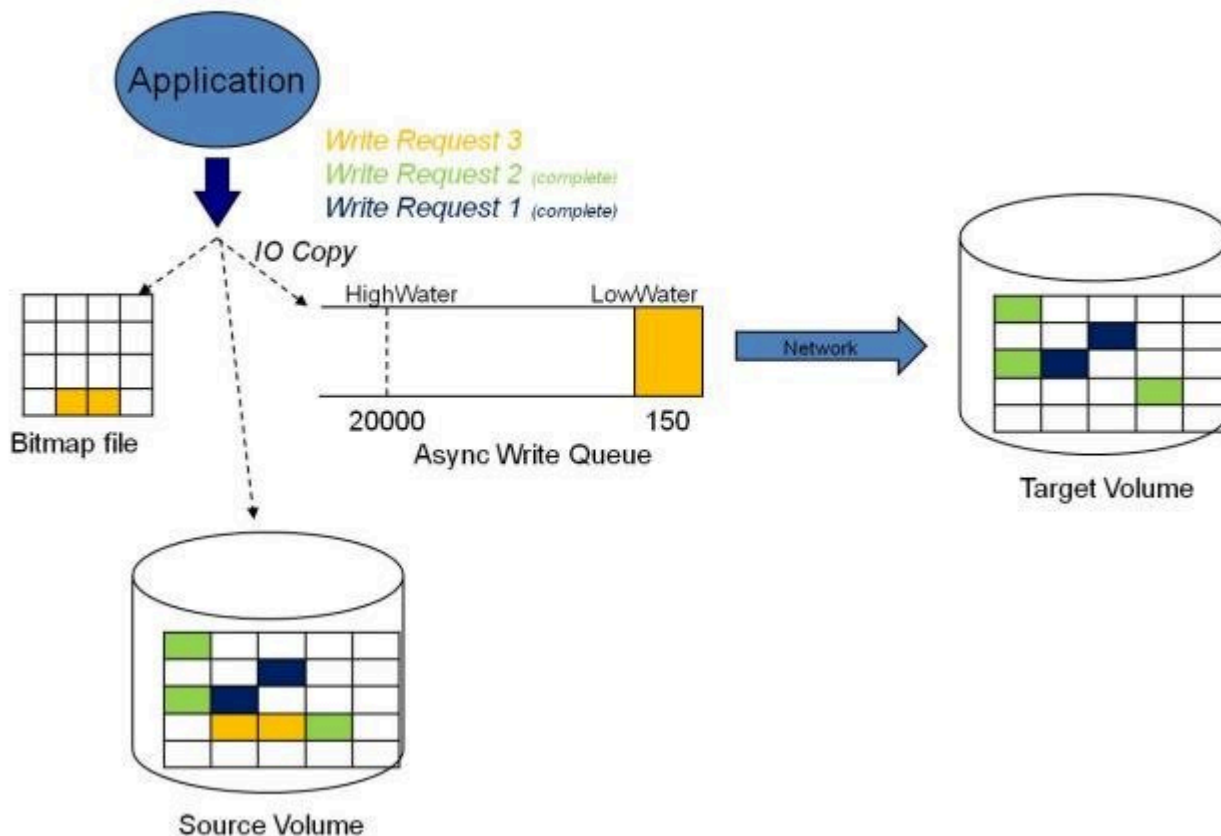 Application
Write Request 3
Write Request 2 (complete)
Write Request 1 (complete)
IO Copy
HighWater
LowWater
Network
20000
150
Bitmap file
Async Write Queue
Target Volume
Source Volume